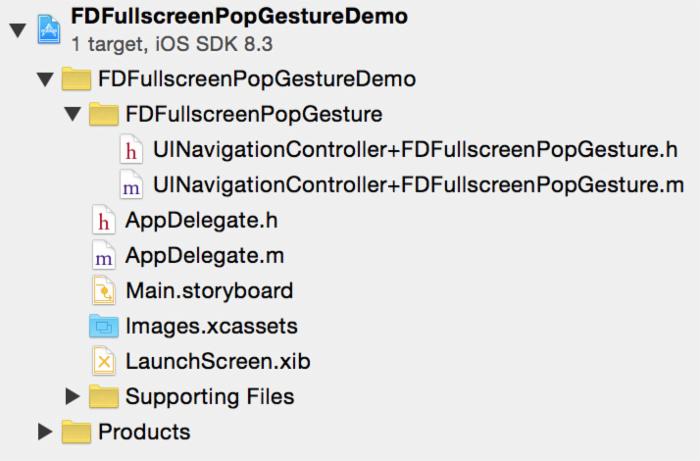 FDFullscreenPopGestureDemo
1 target, iOS SDK 8.3
FDFullscreenPopGestureDemo
FDFullscreenPopGesture
h UINavigationController+FDFullscreenPopGesture.h
m UINavigationController+FDFullscreenPopGesture.m
h AppDelegate.h
m AppDelegate.m
Main.storyboard
Images.xcassets
LaunchScreen.xib
Supporting Files
Products